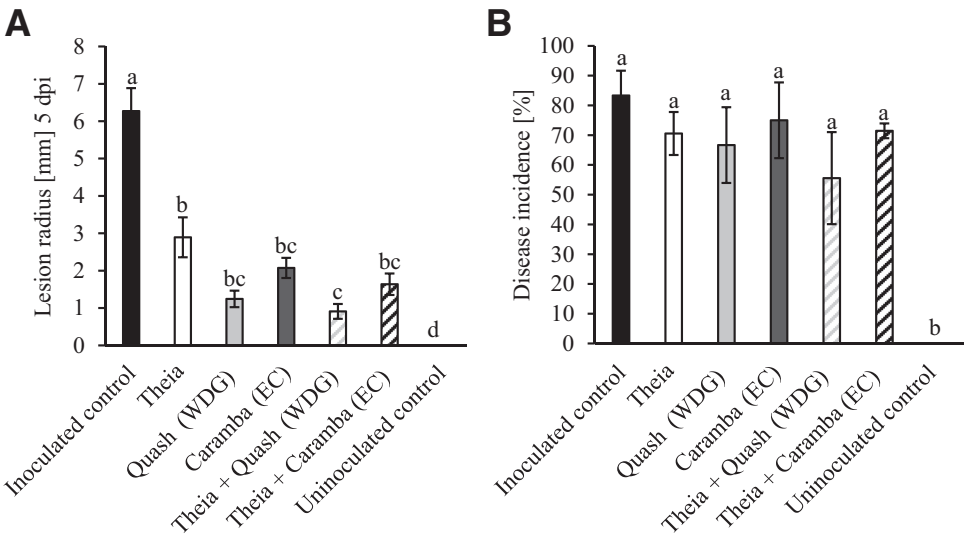 A
Lesion radius [mm] 5 dpi
8
7
6
5
4
3
2
1
0
a
b
bc
bc
c
bc
d
Inoculated control
Theia
Quash (WDG)
Caramba (EC)
Theia + Quash (WDG)
Theia + Caramba (EC)
Uninoculated control
B
Disease incidence [%]
100
90
80
70
60
50
40
30
20
10
0
a
a
a
a
a
a
b
Inoculated control
Theia
Quash (WDG)
Caramba (EC)
Theia + Quash (WDG)
Theia + Caramba (EC)
Uninoculated control